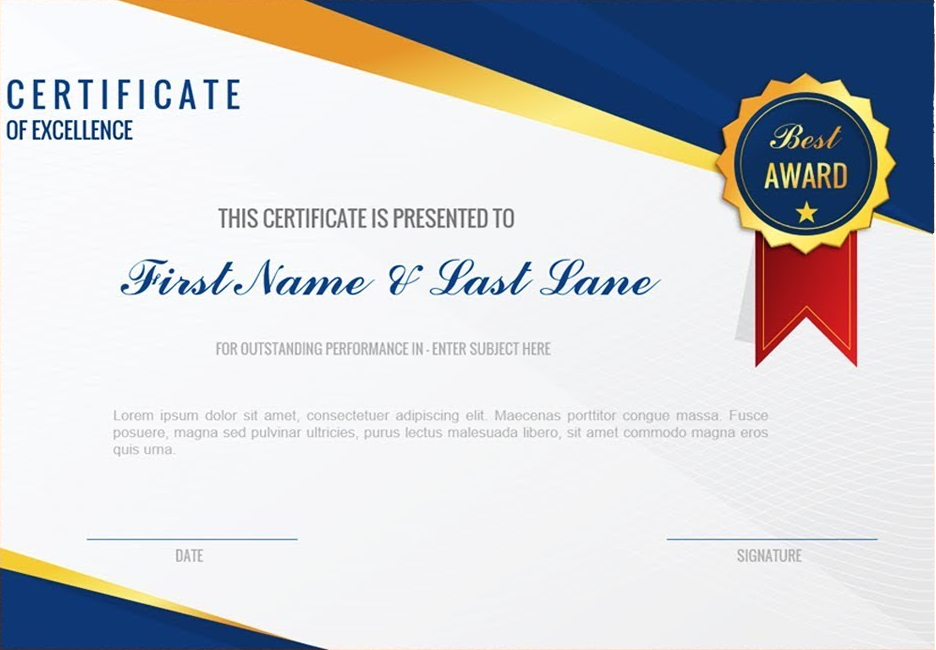 CERTIFICATE
OF EXCELLENCE
Best
AWARD
THIS CERTIFICATE IS PRESENTED TO
First Name & Last Lane
FOR OUTSTANDING PERFORMANCE IN - ENTER SUBJECT HERE
Lorem ipsum dolor sit amet, consectetuer adipiscing elit. Maecenas porttitor congue massa. Fusce
posuere, magna sed pulvinar ultricies, purus lectus malesuada libero, sit amet commodo magna eros
quis urna.
DATE
SIGNATURE